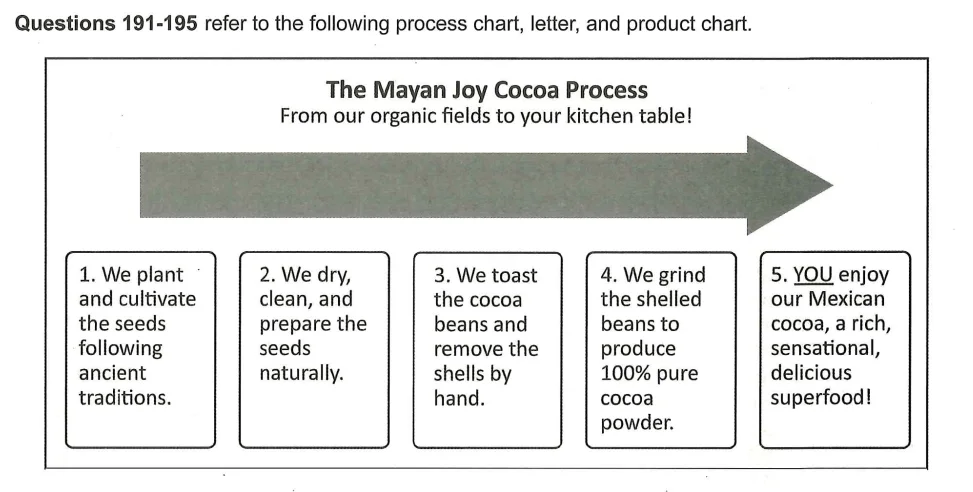 Questions 191-195 refer to the following process chart, letter, and product chart.
The Mayan Joy Cocoa Process
From our organic fields to your kitchen table!
1. We plant
and cultivate
the seeds
following
ancient
traditions.
2. We dry,
clean, and
prepare the
seeds
naturally.
3. We toast
the cocoa
beans and
remove the
shells by
hand.
4. We grind
the shelled
beans to
produce
100% pure
cocoa
powder.
5. YOU enjoy
our Mexican
cocoa, a rich,
sensational,
delicious
superfood!